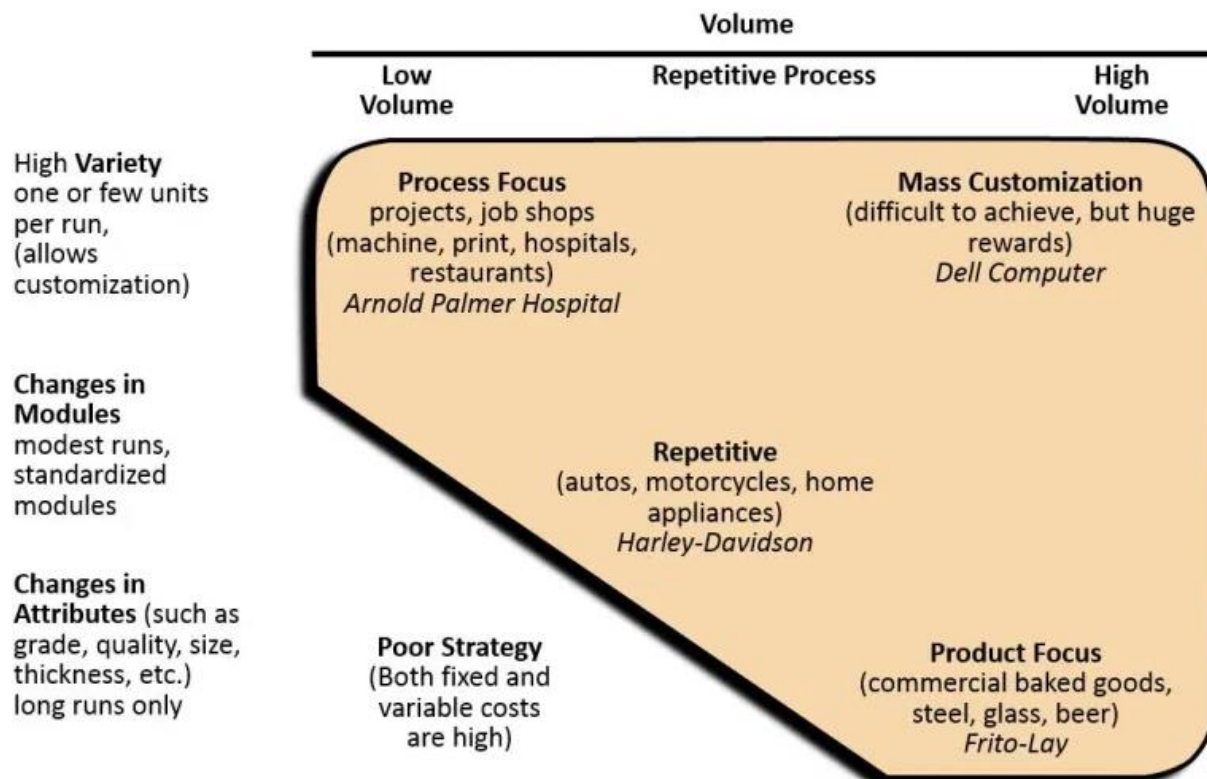 Volume
Low
Volume
Repetitive Process
High
Volume
High Variety
one or few units
per run,
(allows
customization)
Process Focus
projects, job shops
(machine, print, hospitals,
restaurants)
Arnold Palmer Hospital
Mass Customization
(difficult to achieve, but huge
rewards)
Dell Computer
Changes in
Modules
modest runs,
standardized
modules
Repetitive
(autos, motorcycles, home
appliances)
Harley-Davidson
Changes in
Attributes (such as
grade, quality, size,
thickness, etc.)
long runs only
Poor Strategy
(Both fixed and
variable costs
are high)
Product Focus
(commercial baked goods,
steel, glass, beer)
Frito-Lay